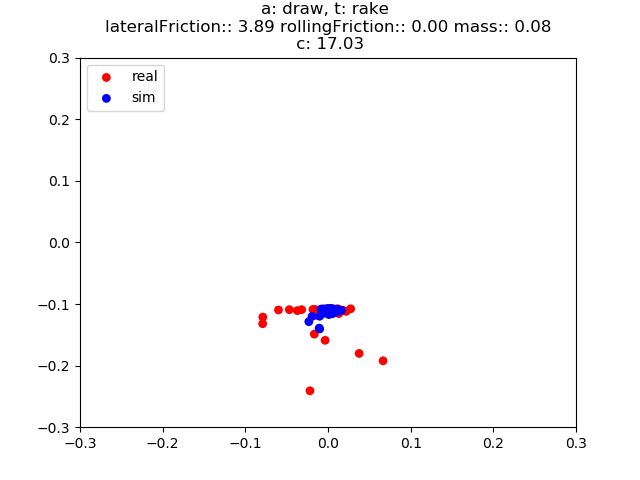 a: draw, t: rake
lateralFriction:: 3.89 rollingFriction:: 0.00 mass:: 0.08
c: 17.03
real
sim
0.3
0.2
0.1
0.0
−0.1
−0.2
−0.3
−0.3 −0.2 −0.1 0.0 0.1 0.2 0.3